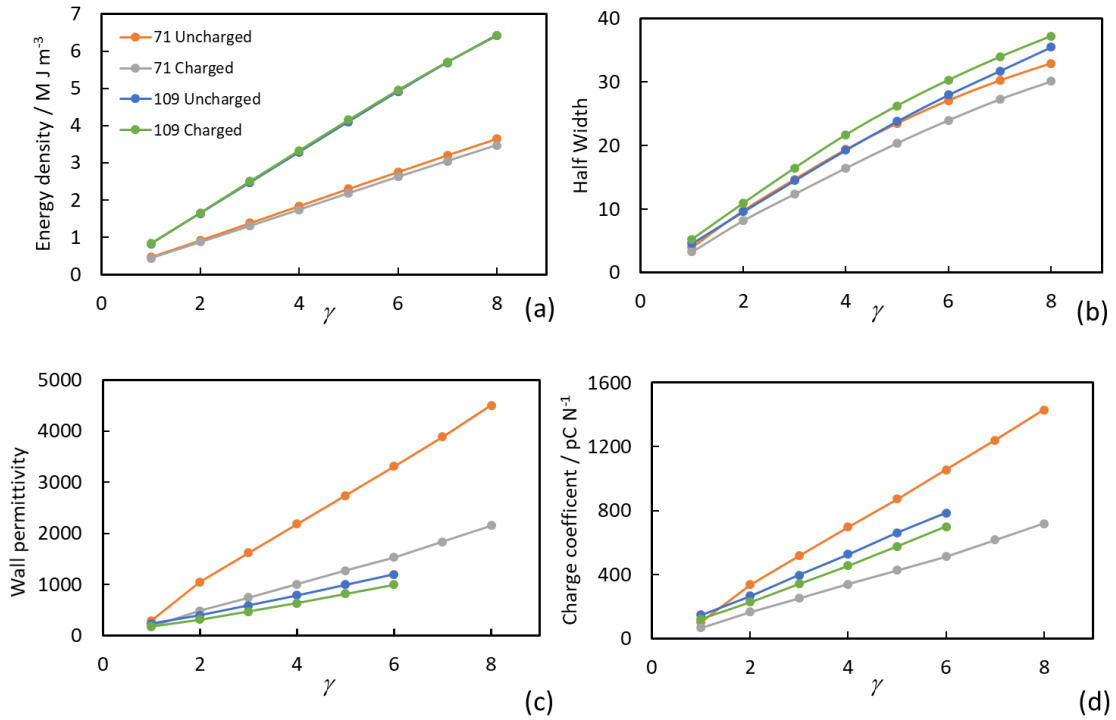 7
6
5
4
3
2
1
0
Energy density / M J m⁻³
71 Uncharged
71 Charged
109 Uncharged
109 Charged
0 2 4 6 8
γ
(a)
40
30
20
10
0
Half Width
0 2 4 6 8
γ
(b)
5000
4000
3000
2000
1000
0
Wall permittivity
0 2 4 6 8
γ
(c)
1600
1200
800
400
0
Charge coefficent / pC N⁻¹
0 2 4 6 8
γ
(d)